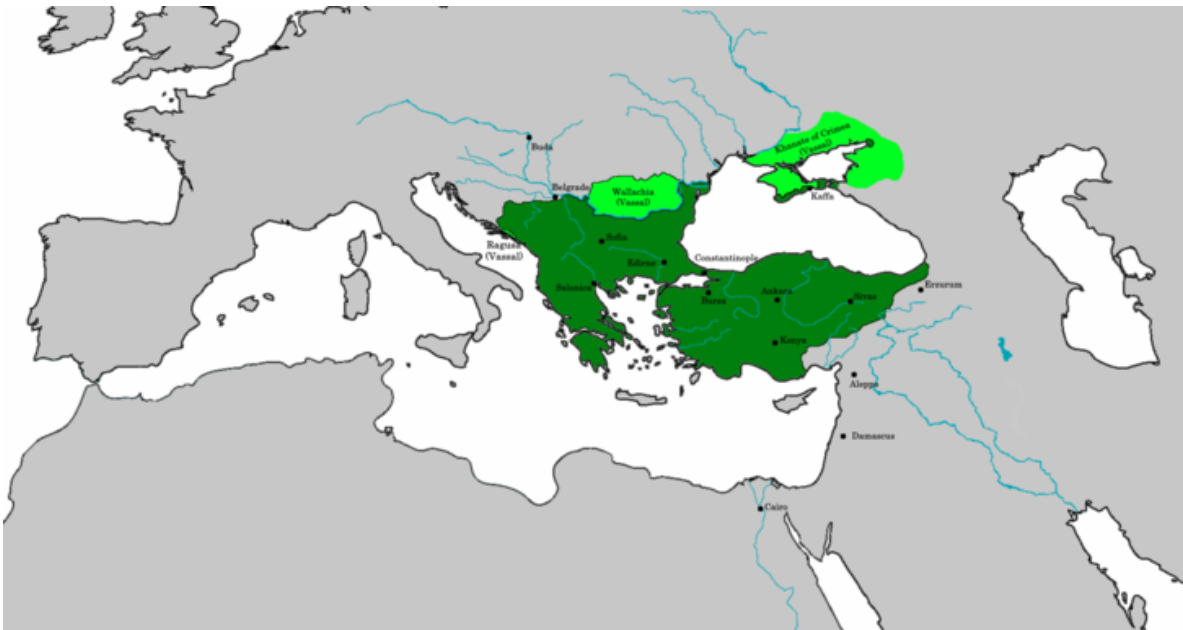 Khanate of Crimea
(Vassal)
Buda
Belgrade
Wallachia
(Vassal)
Kaffa
Sofia
Ragusa
(Vassal)
Edirne
Constantinople
Salonica
Bursa
Ankara
Sivas
Erzurum
Konya
Aleppo
Damascus
Cairo